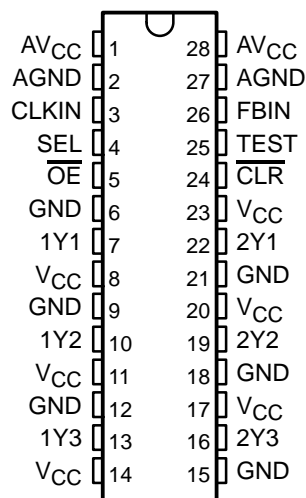 AVCC 1 28 AVCC
AGND 2 27 AGND
CLKIN 3 26 FBIN
SEL 4 25 TEST
OE 5 24 CLR
GND 6 23 VCC
1Y1 7 22 2Y1
VCC 8 21 GND
GND 9 20 VCC
1Y2 10 19 2Y2
VCC 11 18 GND
GND 12 17 VCC
1Y3 13 16 2Y3
VCC 14 15 GND